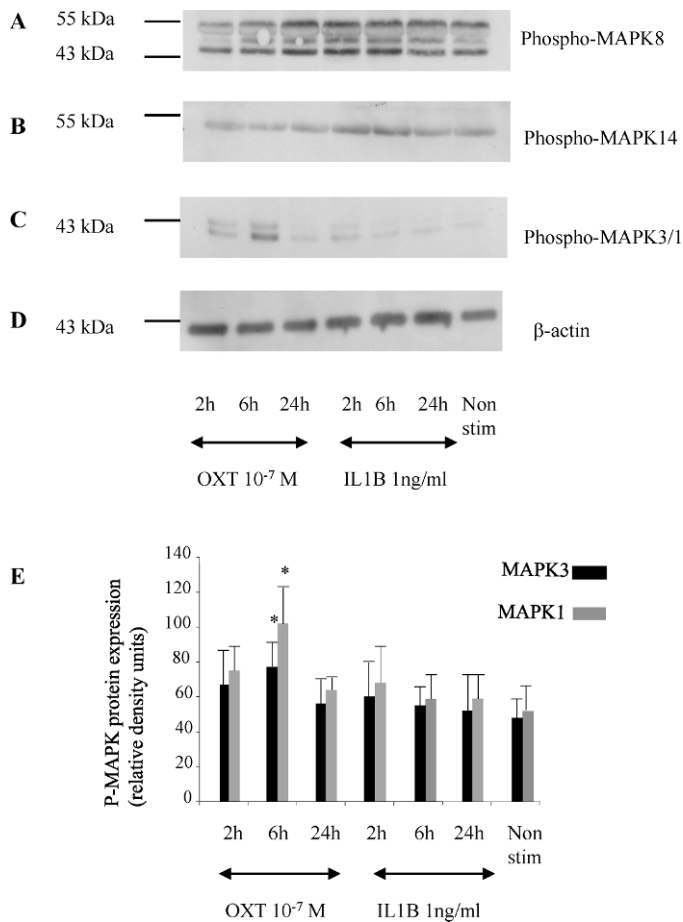 A
55 kDa
43 kDa
Phospho-MAPK8
B
55 kDa
Phospho-MAPK14
C
43 kDa
Phospho-MAPK3/1
D
43 kDa
β-actin
2h 6h 24h 2h 6h 24h Non
stim
OXT 10⁻⁷ M IL1B 1ng/ml
E
P-MAPK protein expression
(relative density units)
140
120
100
80
60
40
20
0
* *
MAPK3
MAPK1
2h 6h 24h 2h 6h 24h Non
stim
OXT 10⁻⁷ M IL1B 1ng/ml